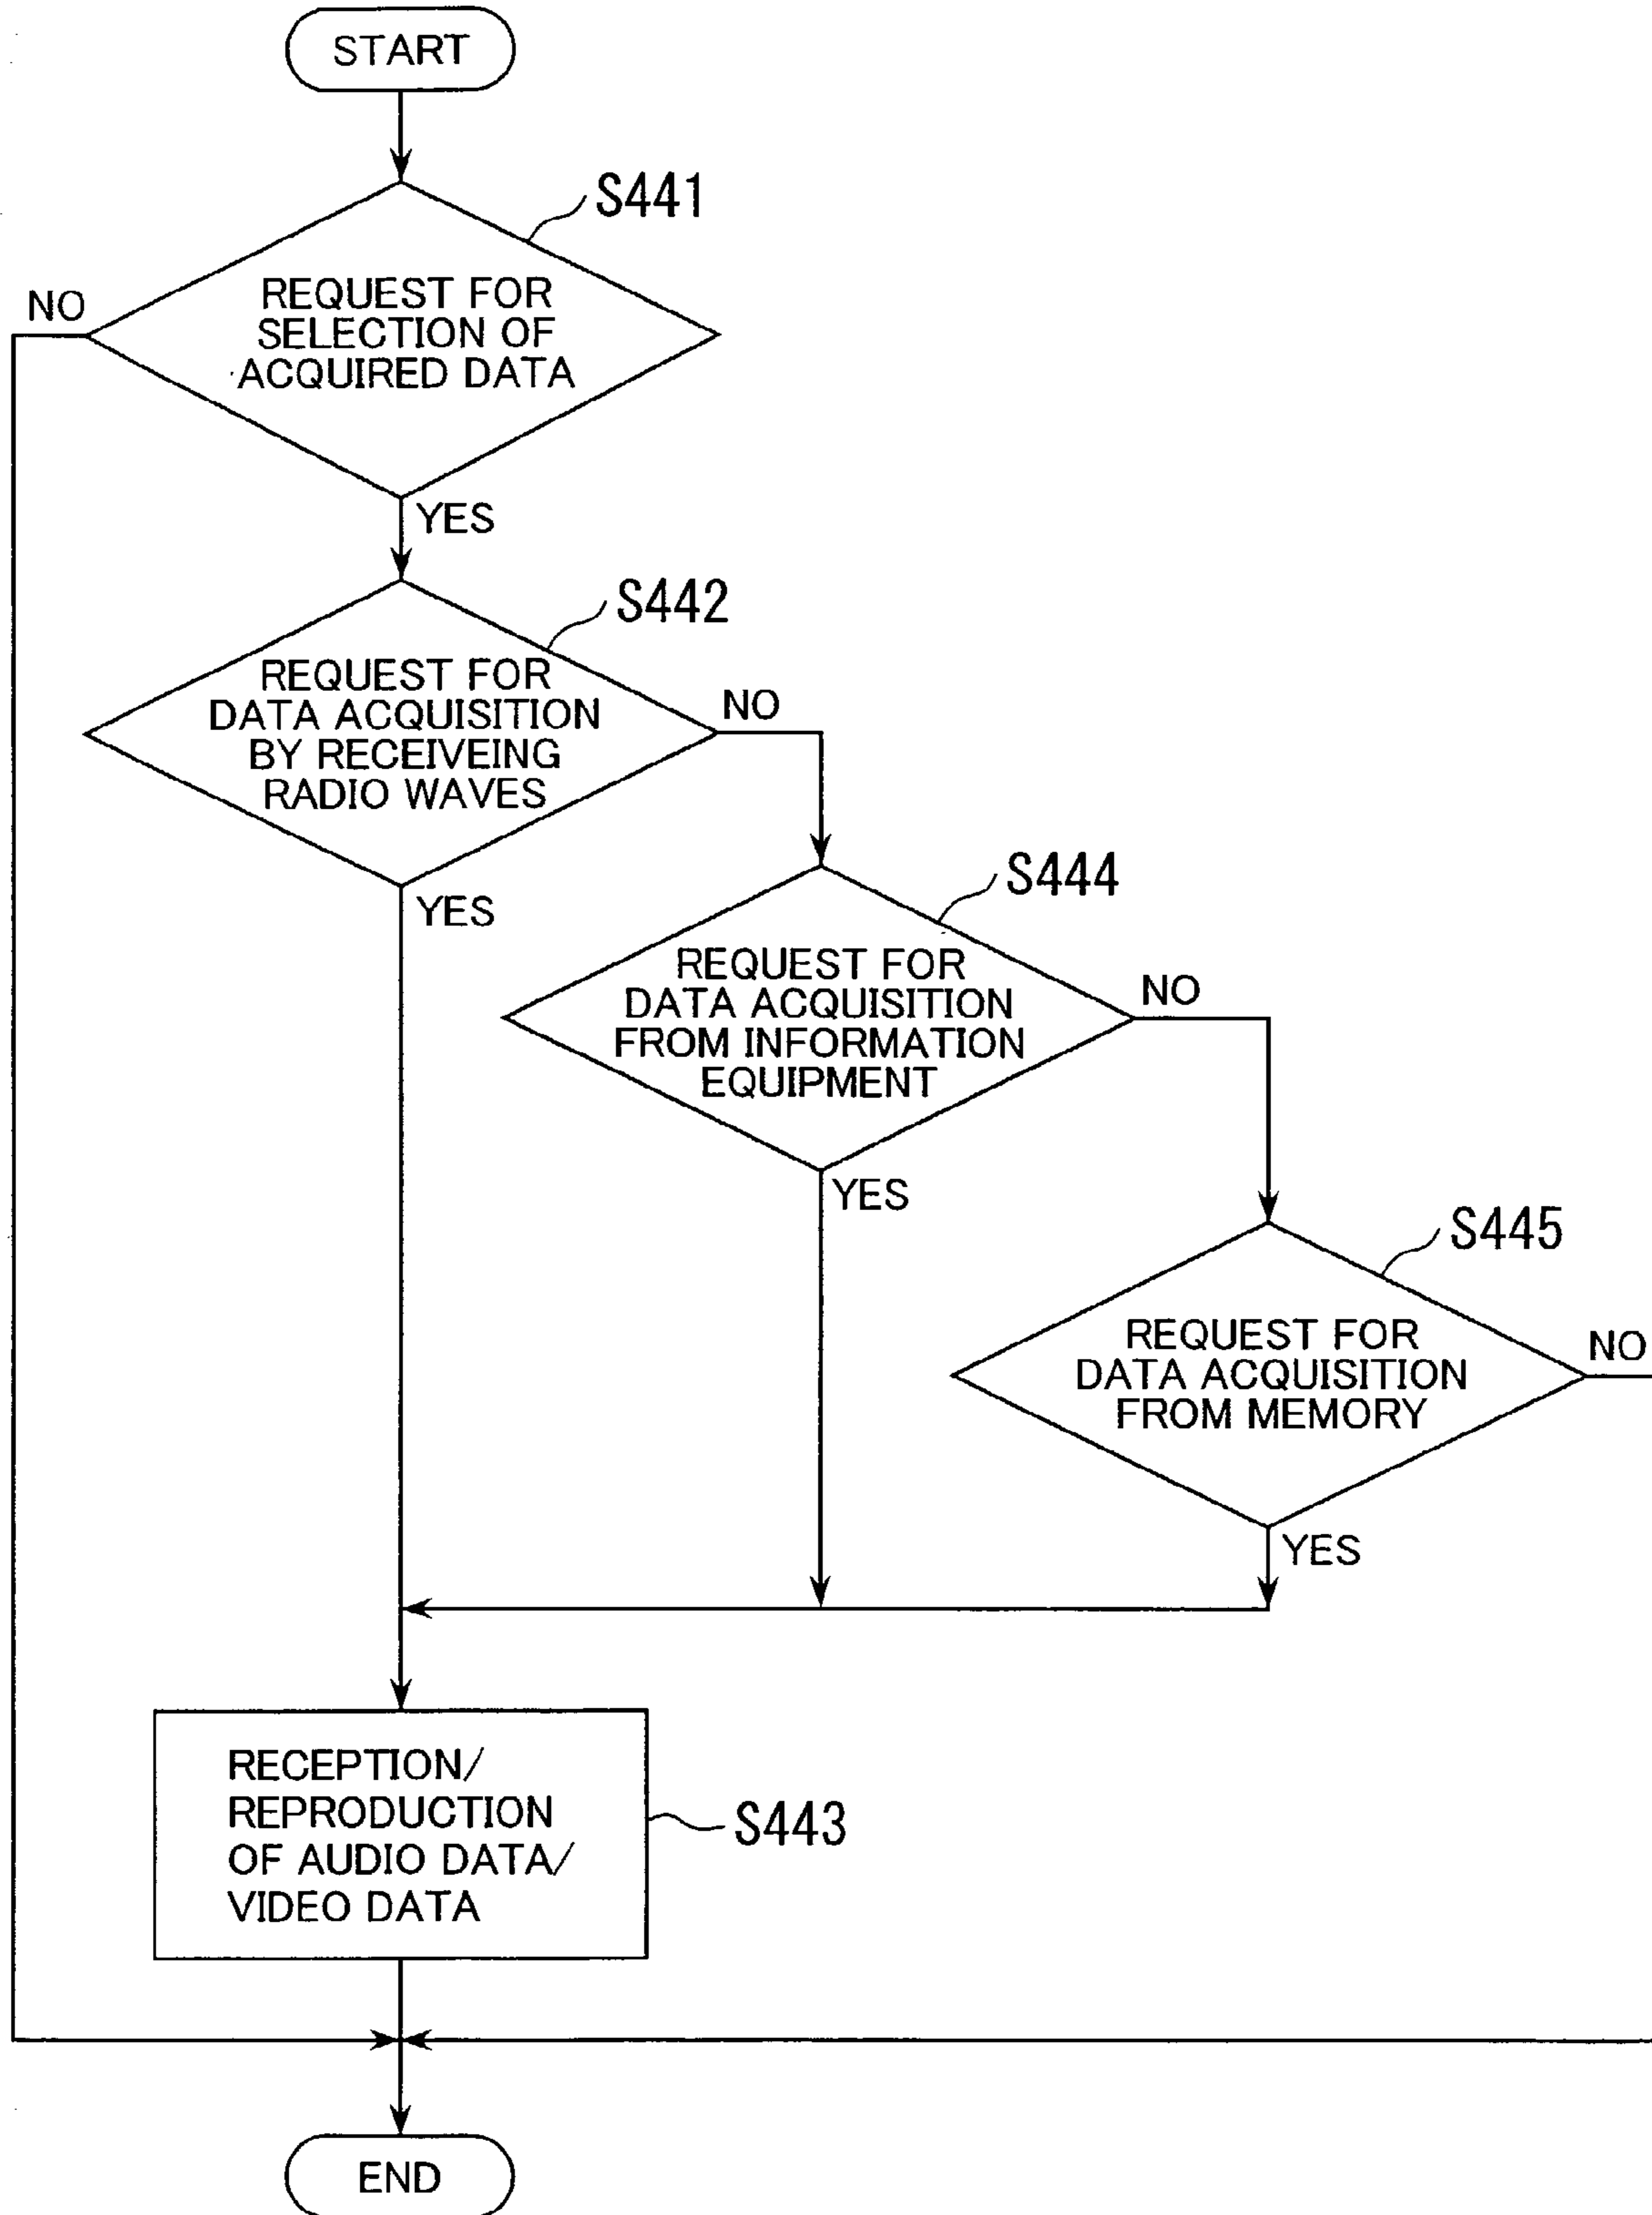 START
S441
NO
REQUEST FOR
SELECTION OF
ACQUIRED DATA
YES
S442
REQUEST FOR
DATA ACQUISITION
BY RECEIVEING
RADIO WAVES
NO
YES
S444
REQUEST FOR
DATA ACQUISITION
FROM INFORMATION
EQUIPMENT
NO
YES
S445
REQUEST FOR
DATA ACQUISITION
FROM MEMORY
NO
YES
RECEPTION/
REPRODUCTION
OF AUDIO DATA/
VIDEO DATA
S443
END